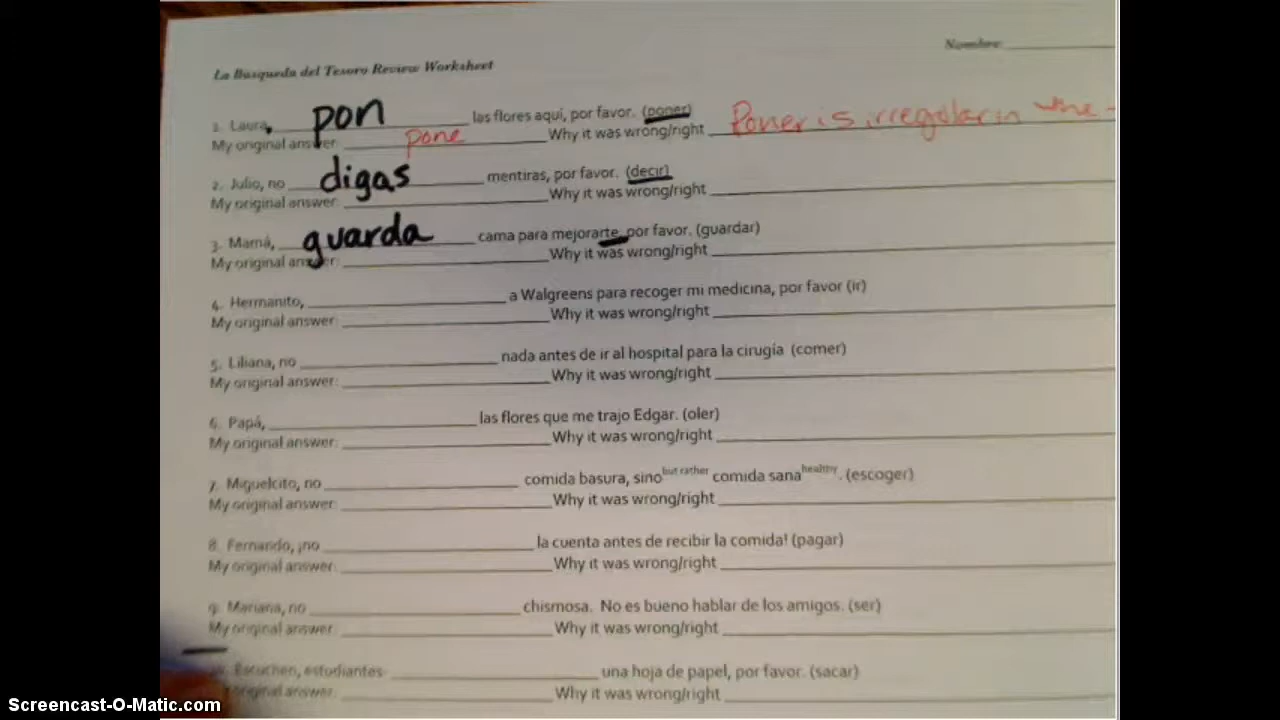 Nombre:
La Busqueda del Tesoro Review Worksheet
1. Laura, pon las flores aquí, por favor. (poner)
My original answer: pone Why it was wrong/right Poner is irregular in the
2. Julio, no digas mentiras, por favor. (decir)
My original answer: Why it was wrong/right
3. Mamá, guarda cama para mejorarte, por favor. (guardar)
My original answer: Why it was wrong/right
4. Hermanito, a Walgreens para recoger mi medicina, por favor (ir)
My original answer: Why it was wrong/right
5. Liliana, no nada antes de ir al hospital para la cirugía (comer)
My original answer: Why it was wrong/right
6. Papá, las flores que me trajo Edgar. (oler)
My original answer: Why it was wrong/right
7. Miguelcito, no comida basura, sino but rather comida sana healthy. (escoger)
My original answer: Why it was wrong/right
8. Fernando, ¡no la cuenta antes de recibir la comida! (pagar)
My original answer: Why it was wrong/right
9. Mariana, no chismosa. No es bueno hablar de los amigos. (ser)
My original answer: Why it was wrong/right
Escuchen, estudiantes una hoja de papel, por favor. (sacar)
original answer: Why it was wrong/right
Screencast-O-Matic.com